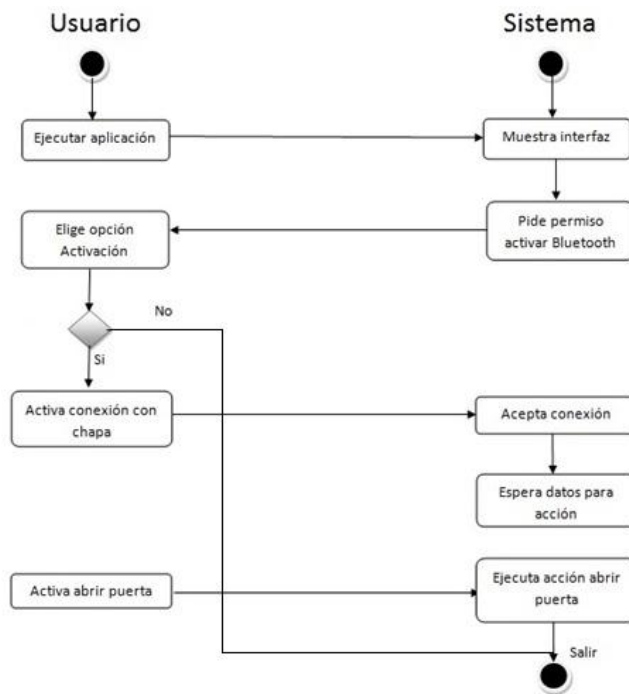 Usuario
Sistema
Ejecutar aplicación
Muestra interfaz
Elige opción
Activación
Pide permiso
activar Bluetooth
No
Si
Activa conexión con
chapa
Acepta conexión
Espera datos para
acción
Activa abrir puerta
Ejecuta acción abrir
puerta
Salir